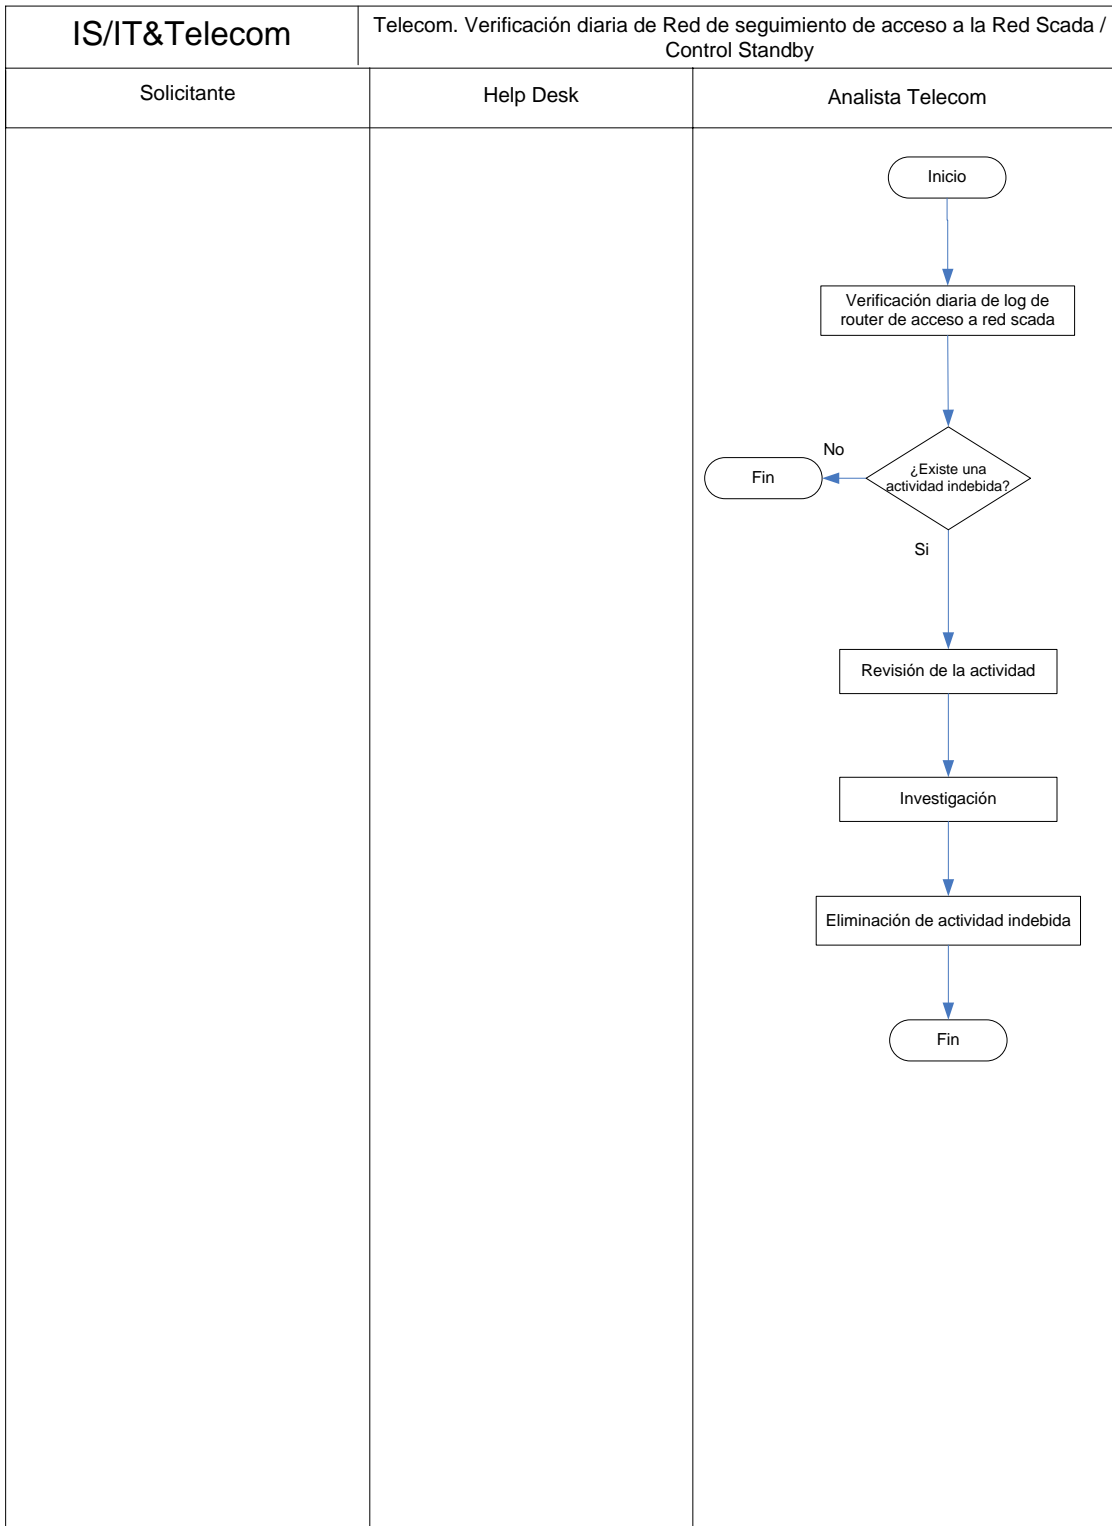 IS/IT&Telecom
Telecom. Verificación diaria de Red de seguimiento de acceso a la Red Scada /
Control Standby
Solicitante
Help Desk
Analista Telecom
Inicio
Verificación diaria de log de
router de acceso a red scada
No
¿Existe una
actividad indebida?
Fin
Si
Revisión de la actividad
Investigación
Eliminación de actividad indebida
Fin